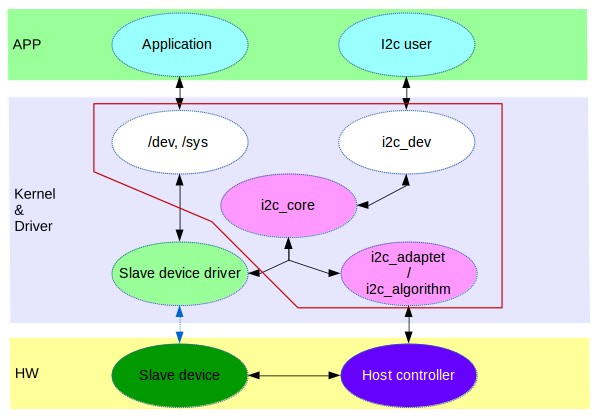 APP
Application
I2c user
/dev, /sys
i2c_dev
Kernel
&
Driver
i2c_core
Slave device driver
i2c_adaptet
/
i2c_algorithm
HW
Slave device
Host controller